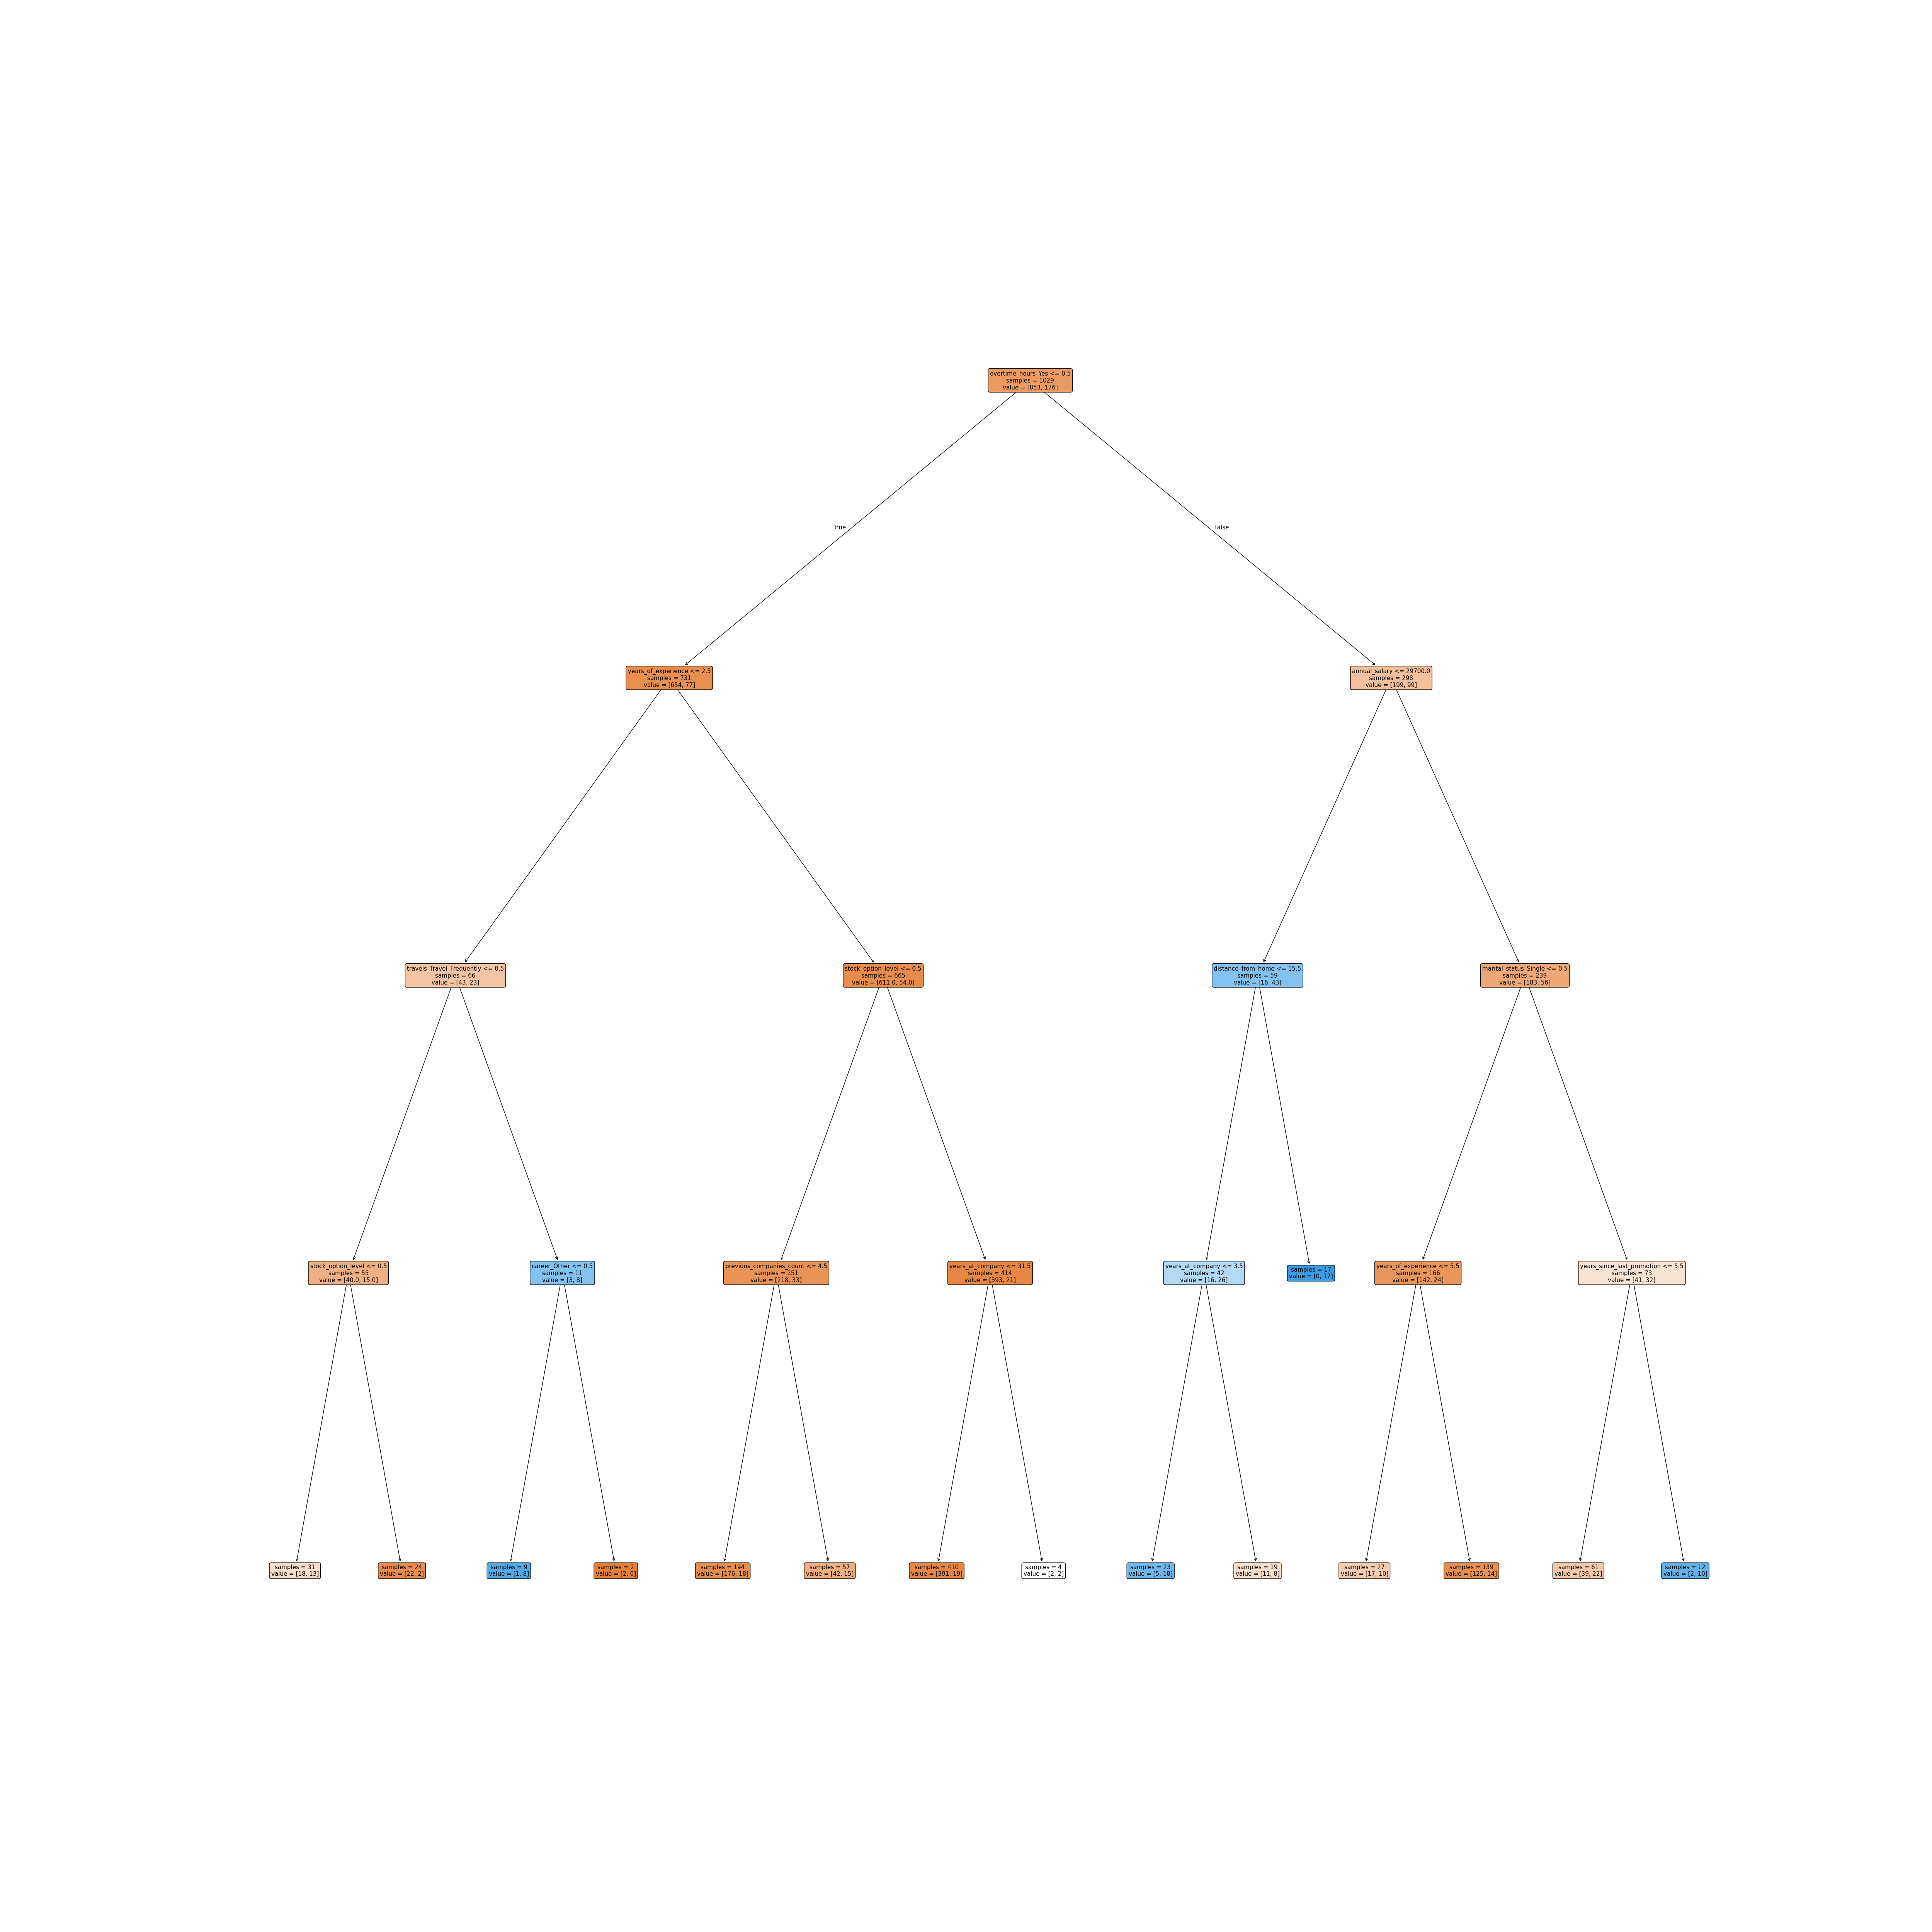 overtime_hours_Yes <= 0.5
samples = 1029
value = [853, 176]
True
False
years_of_experience <= 2.5
samples = 731
value = [654, 77]
annual_salary <= 29700.0
samples = 298
value = [199, 99]
travels_Travel_Frequently <= 0.5
samples = 66
value = [43, 23]
stock_option_level <= 0.5
samples = 665
value = [611.0, 54.0]
distance_from_home <= 15.5
samples = 59
value = [16, 43]
marital_status_Single <= 0.5
samples = 239
value = [183, 56]
stock_option_level <= 0.5
samples = 55
value = [40.0, 15.0]
career_Other <= 0.5
samples = 11
value = [3, 8]
previous_companies_count <= 4.5
samples = 251
value = [218, 33]
years_at_company <= 31.5
samples = 414
value = [393, 21]
years_at_company <= 3.5
samples = 42
value = [16, 26]
samples = 17
value = [0, 17]
years_of_experience <= 5.5
samples = 166
value = [142, 24]
years_since_last_promotion <= 5.5
samples = 73
value = [41, 32]
samples = 31
value = [18, 13]
samples = 24
value = [22, 2]
samples = 9
value = [1, 8]
samples = 2
value = [2, 0]
samples = 194
value = [176, 18]
samples = 57
value = [42, 15]
samples = 410
value = [391, 19]
samples = 4
value = [2, 2]
samples = 23
value = [5, 18]
samples = 19
value = [11, 8]
samples = 27
value = [17, 10]
samples = 139
value = [125, 14]
samples = 61
value = [39, 22]
samples = 12
value = [2, 10]